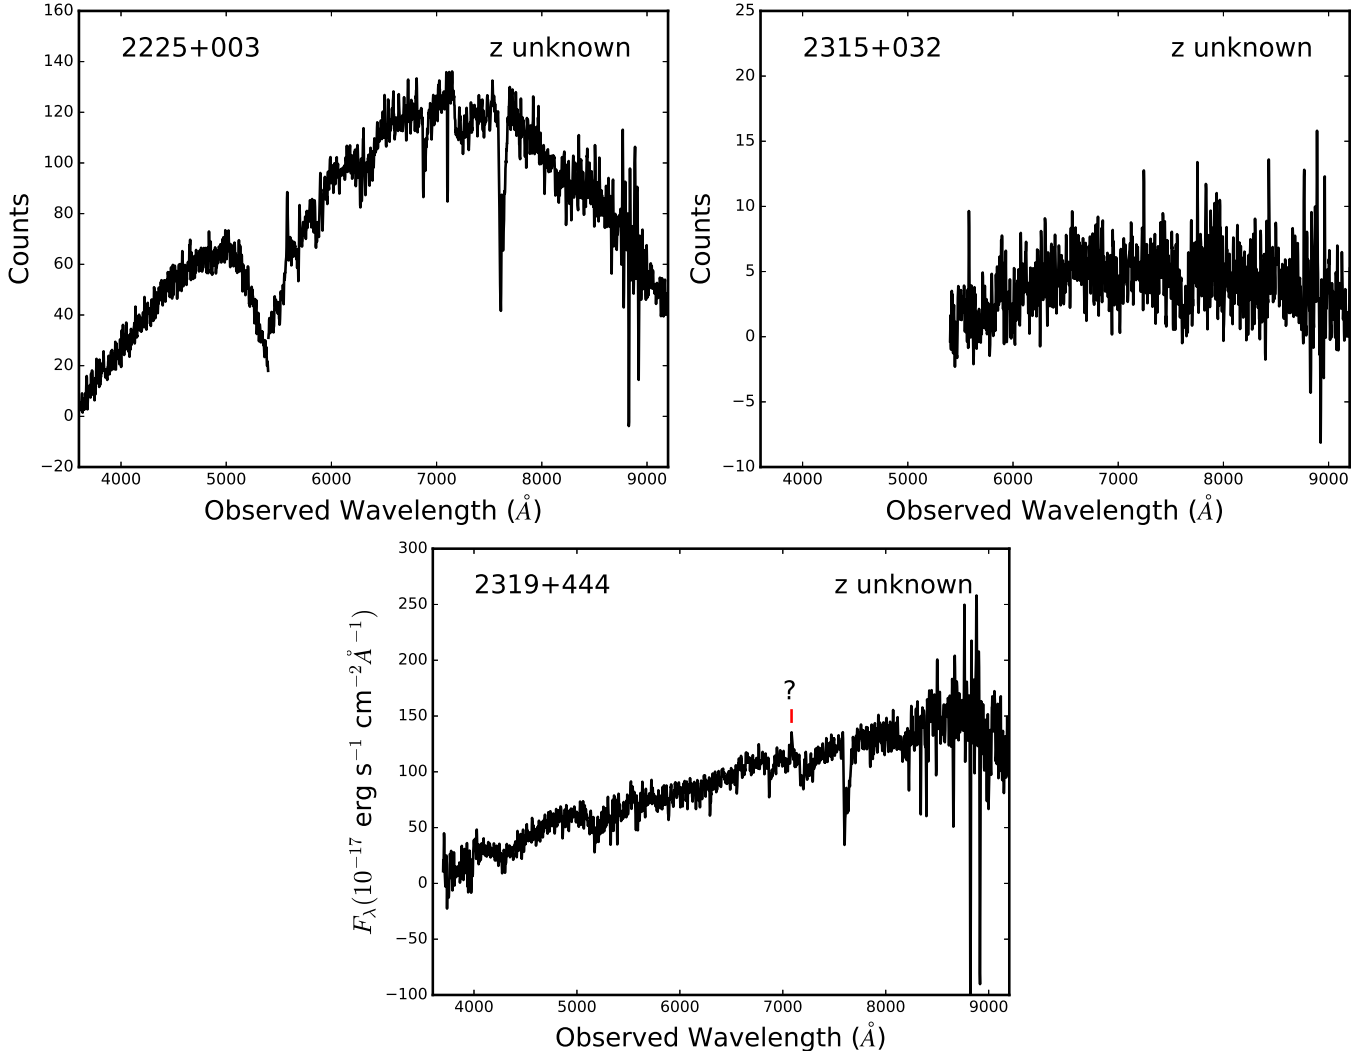 160
140
120
100
80
60
40
20
0
−20
Counts
2225+003 z unknown
4000 5000 6000 7000 8000 9000
Observed Wavelength (Å)
25
20
15
10
5
0
−5
−10
Counts
2315+032 z unknown
4000 5000 6000 7000 8000 9000
Observed Wavelength (Å)
300
250
200
150
100
50
0
−50
−100
Fλ(10⁻¹⁷ erg s⁻¹ cm⁻²Å⁻¹)
2319+444 z unknown
?
4000 5000 6000 7000 8000 9000
Observed Wavelength (Å)